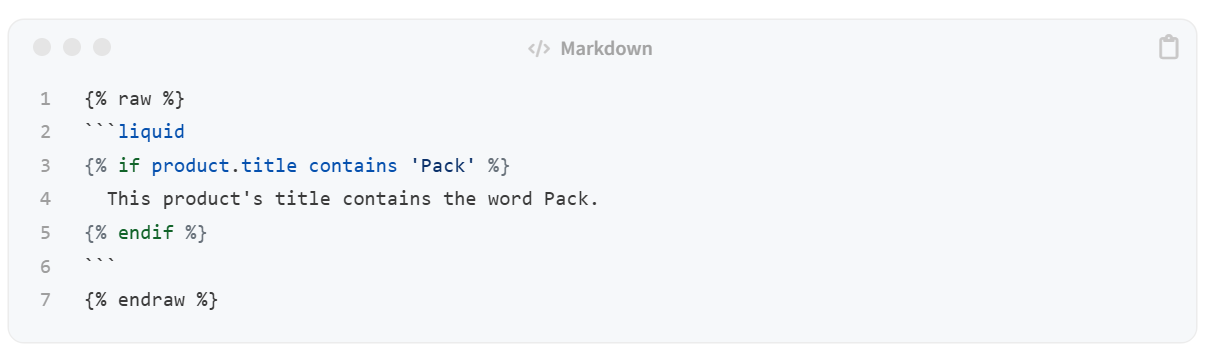 </> Markdown
1 {% raw %}
2 ```liquid
3 {% if product.title contains 'Pack' %}
4   This product's title contains the word Pack.
5 {% endif %}
6 ```
7 {% endraw %}